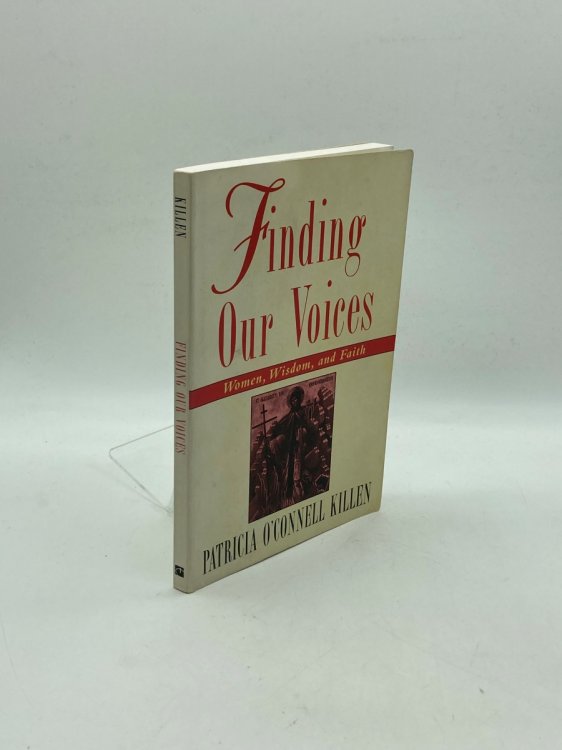 KILLEN
FINDING OUR VOICES
Finding
Our Voices
Women, Wisdom, and Faith
PATRICIA O'CONNELL KILLEN